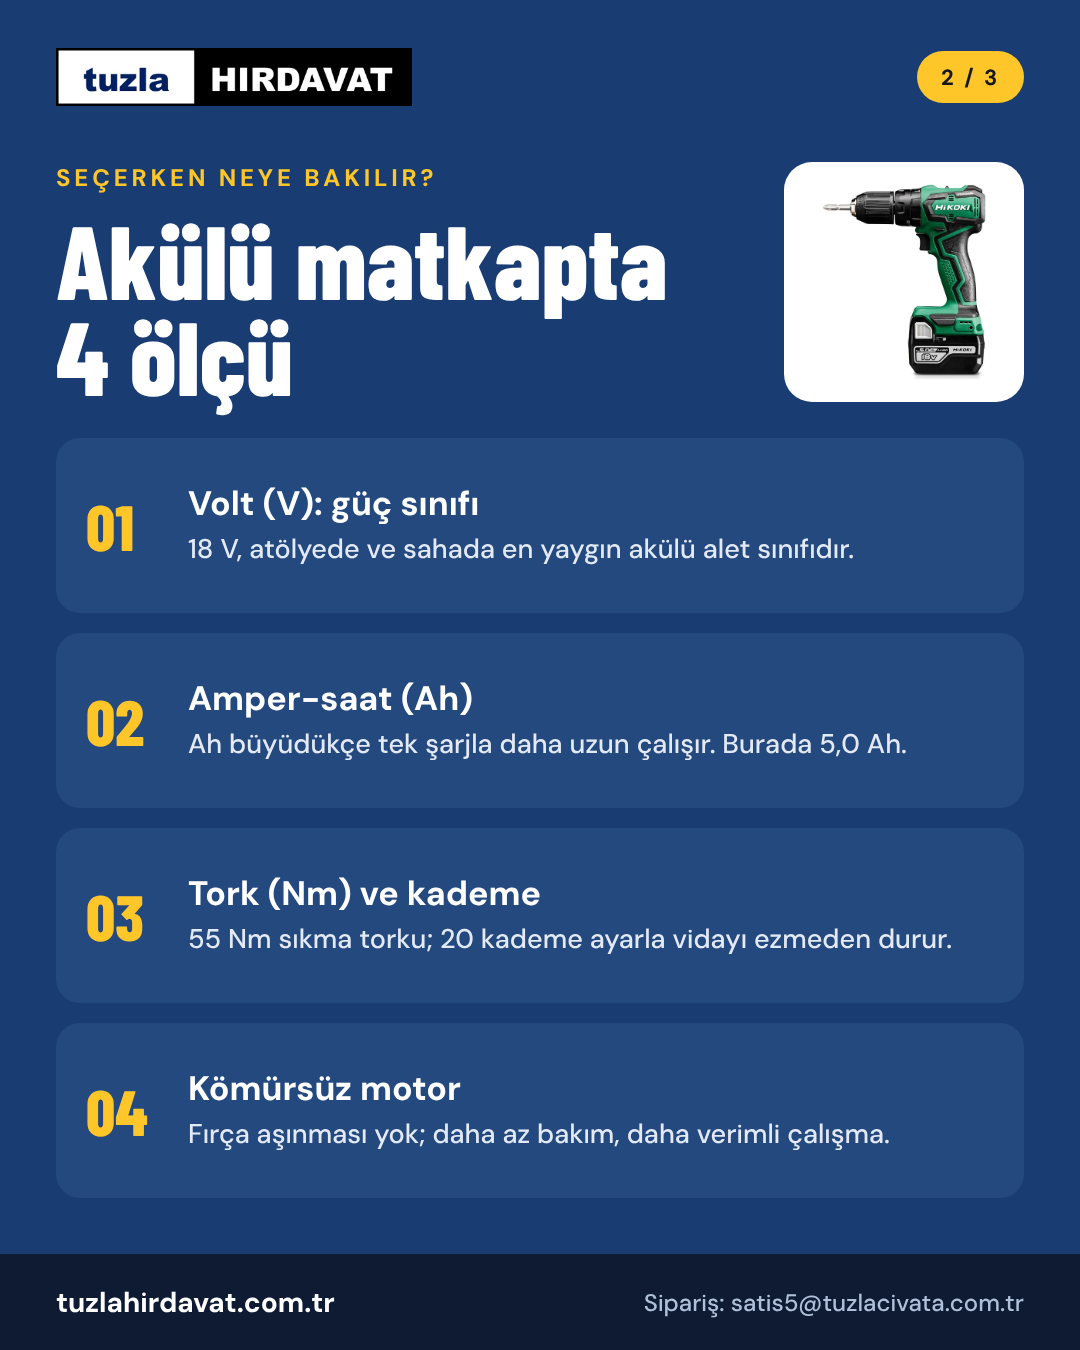 tuzla HIRDAVAT
2 / 3
SEÇERKEN NEYE BAKILIR?
Akülü matkapta
4 ölçü
HiKOKI
HiKOKI
01
Volt (V): güç sınıfı
18 V, atölyede ve sahada en yaygın akülü alet sınıfıdır.
02
Amper-saat (Ah)
Ah büyüdükçe tek şarjla daha uzun çalışır. Burada 5,0 Ah.
03
Tork (Nm) ve kademe
55 Nm sıkma torku; 20 kademe ayarla vidayı ezmeden durur.
04
Kömürsüz motor
Fırça aşınması yok; daha az bakım, daha verimli çalışma.
tuzlahirdavat.com.tr
Sipariş: satis5@tuzlacivata.com.tr